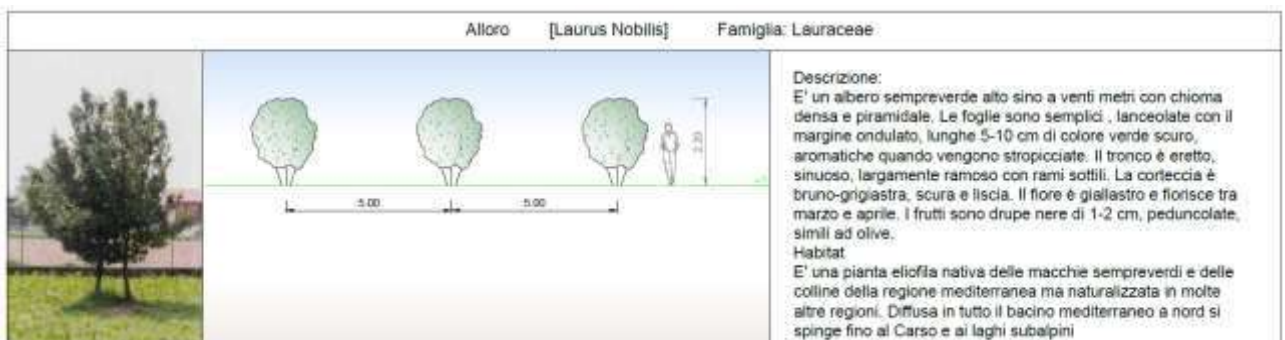 Alloro [Laurus Nobilis] Famiglia: Lauraceae
5.00 5.00
2.20
Descrizione:
E' un albero sempreverde alto sino a venti metri con chioma
densa e piramidale. Le foglie sono semplici , lanceolate con il
margine ondulato, lunghe 5-10 cm di colore verde scuro,
aromatiche quando vengono stropicciate. Il tronco è eretto,
sinuoso, largamente ramoso con rami sottili. La corteccia è
bruno-grigiastra, scura e liscia. Il fiore è giallastro e fiorisce tra
marzo e aprile. I frutti sono drupe nere di 1-2 cm, peduncolate,
simili ad olive.
Habitat
E' una pianta eliofila nativa delle macchie sempreverdi e delle
colline della regione mediterranea ma naturalizzata in molte
altre regioni. Diffusa in tutto il bacino mediterraneo a nord si
spinge fino al Carso e ai laghi subalpini